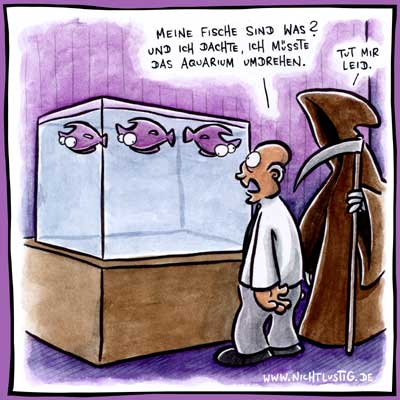 MEINE FISCHE SIND WAS?
UND ICH DACHTE, ICH MÜSSTE
DAS AQUARIUM UMDREHEN.
TUT MIR
LEID.
WWW.NICHTLUSTIG.DE